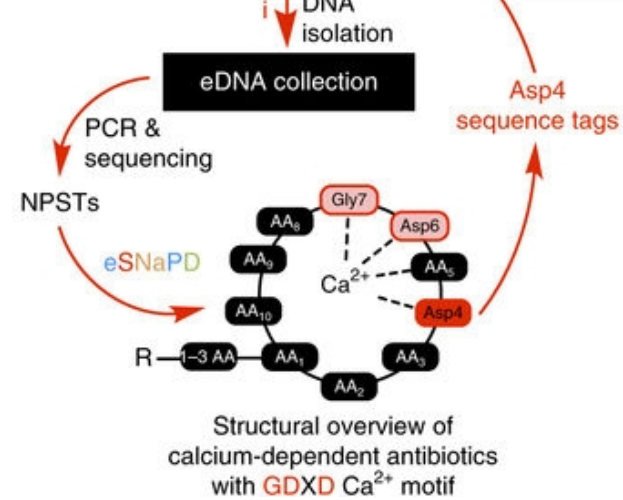 i DNA
isolation
eDNA collection
Asp4
sequence tags
PCR &
sequencing
NPSTs
eSNaPD
Gly7
Asp6
AA5
Asp4
AA3
AA2
AA1
AA10
AA9
AA8
Ca2+
R
1–3 AA
Structural overview of
calcium-dependent antibiotics
with GDXD Ca2+ motif